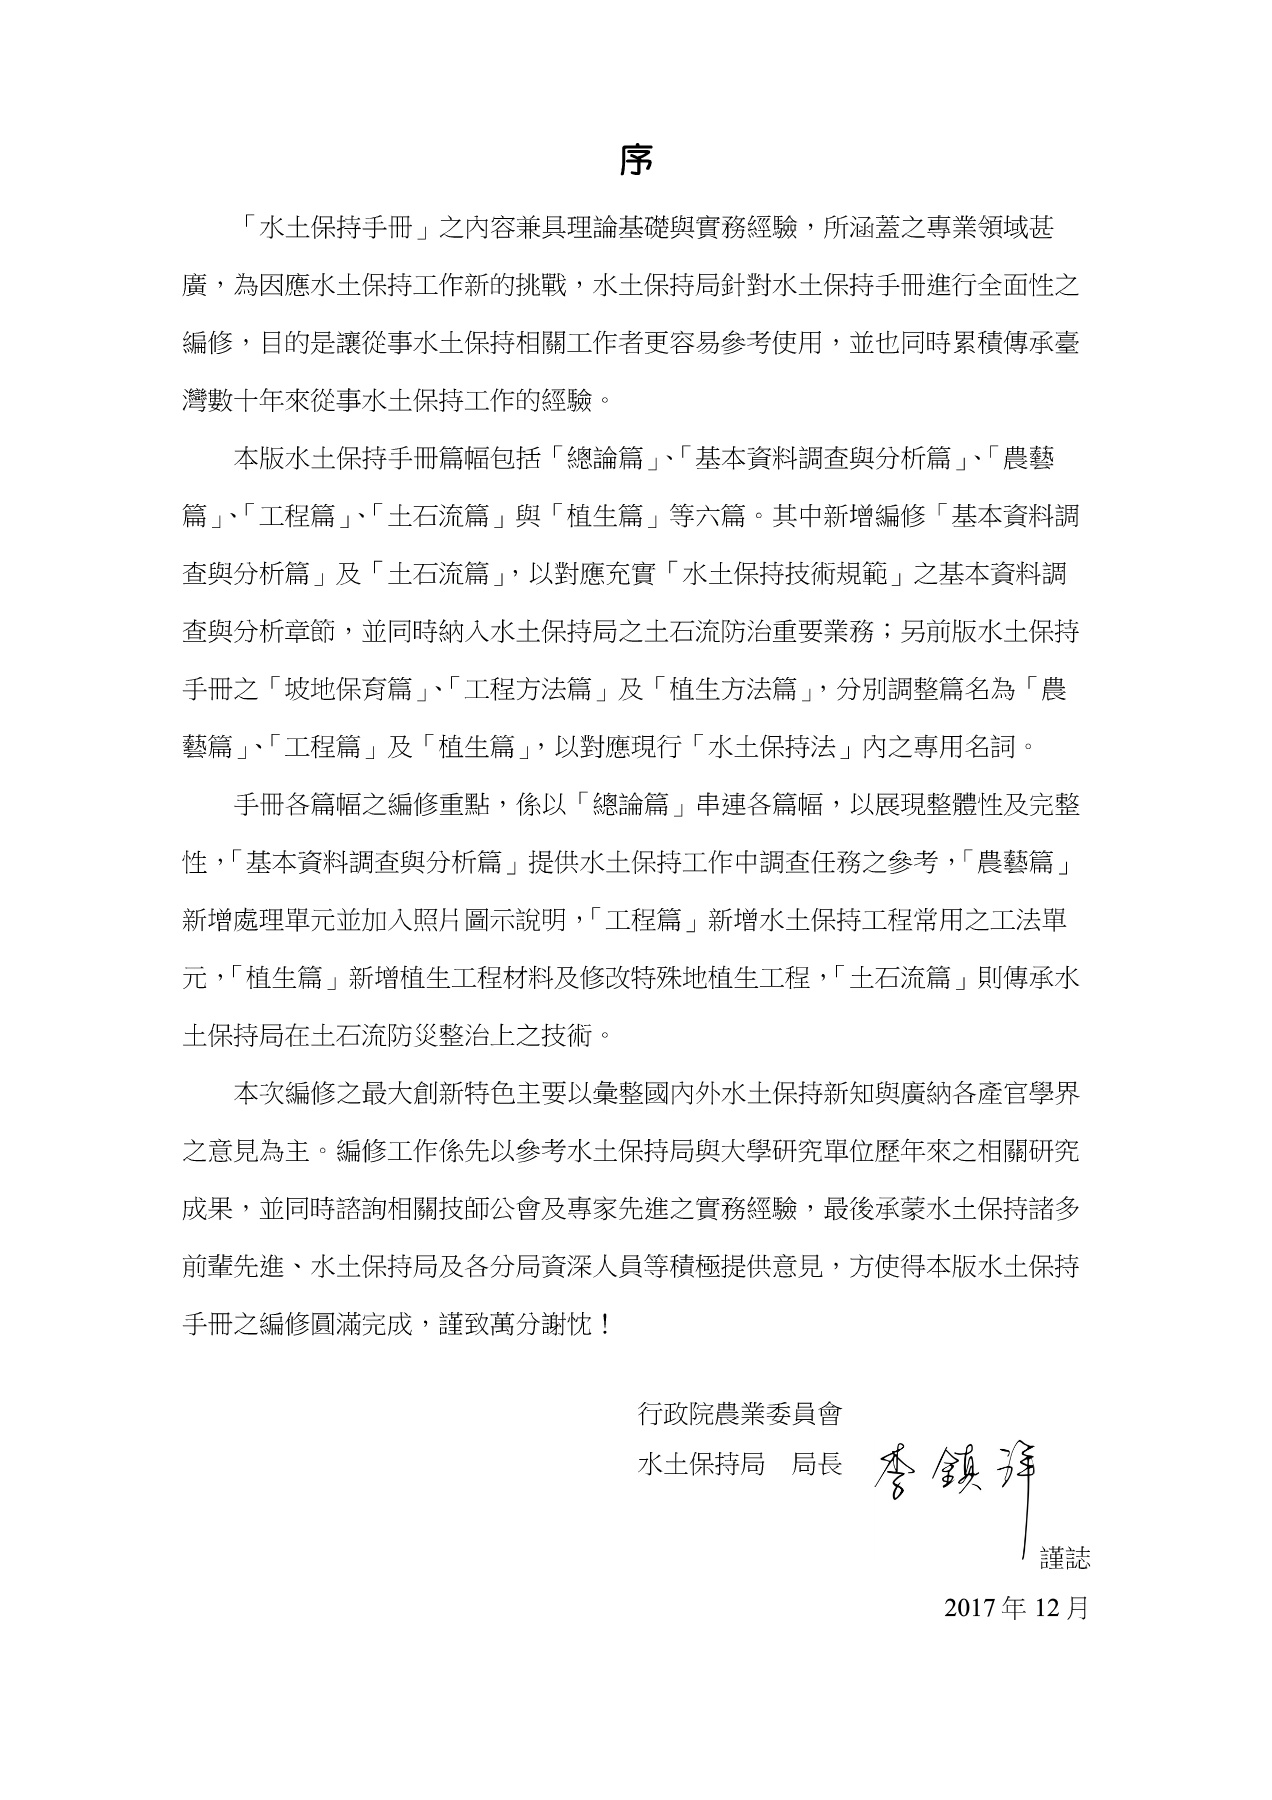 序
「水土保持手冊」之內容兼具理論基礎與實務經驗，所涵蓋之專業領域甚
廣，為因應水土保持工作新的挑戰，水土保持局針對水土保持手冊進行全面性之
編修，目的是讓從事水土保持相關工作者更容易參考使用，並也同時累積傳承臺
灣數十年來從事水土保持工作的經驗。
本版水土保持手冊篇幅包括「總論篇」、「基本資料調查與分析篇」、「農藝
篇」、「工程篇」、「土石流篇」與「植生篇」等六篇。其中新增編修「基本資料調
查與分析篇」及「土石流篇」，以對應充實「水土保持技術規範」之基本資料調
查與分析章節，並同時納入水土保持局之土石流防治重要業務；另前版水土保持
手冊之「坡地保育篇」、「工程方法篇」及「植生方法篇」，分別調整篇名為「農
藝篇」、「工程篇」及「植生篇」，以對應現行「水土保持法」內之專用名詞。
手冊各篇幅之編修重點，係以「總論篇」串連各篇幅，以展現整體性及完整
性，「基本資料調查與分析篇」提供水土保持工作中調查任務之參考，「農藝篇」
新增處理單元並加入照片圖示說明，「工程篇」新增水土保持工程常用之工法單
元，「植生篇」新增植生工程材料及修改特殊地植生工程，「土石流篇」則傳承水
土保持局在土石流防災整治上之技術。
本次編修之最大創新特色主要以彙整國內外水土保持新知與廣納各產官學界
之意見為主。編修工作係先以參考水土保持局與大學研究單位歷年來之相關研究
成果，並同時諮詢相關技師公會及專家先進之實務經驗，最後承蒙水土保持諸多
前輩先進、水土保持局及各分局資深人員等積極提供意見，方使得本版水土保持
手冊之編修圓滿完成，謹致萬分謝忱！
行政院農業委員會
水土保持局　局長 李鎮洋
謹誌
2017 年 12 月